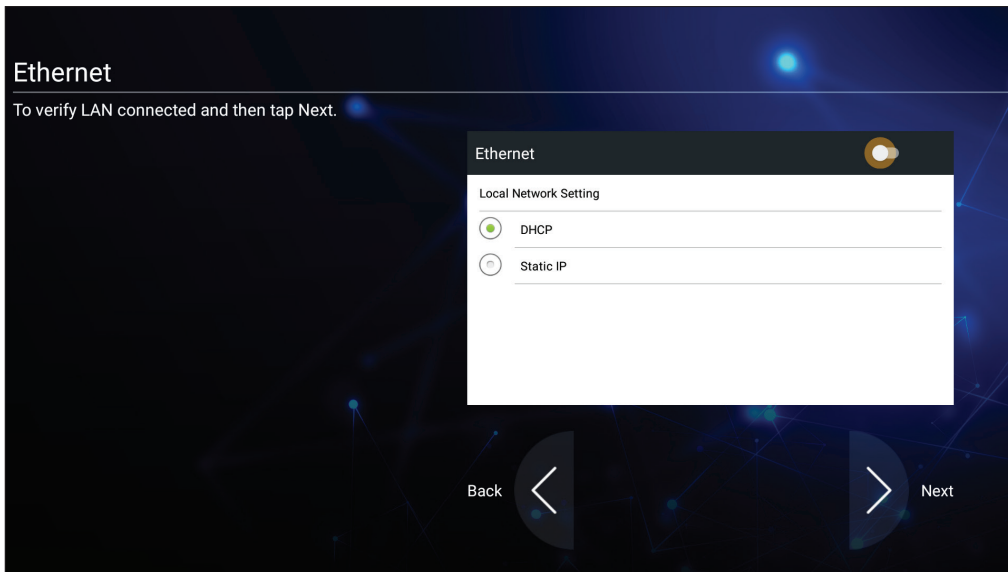 Ethernet
To verify LAN connected and then tap Next.
Ethernet
Local Network Setting
DHCP
Static IP
Back
Next